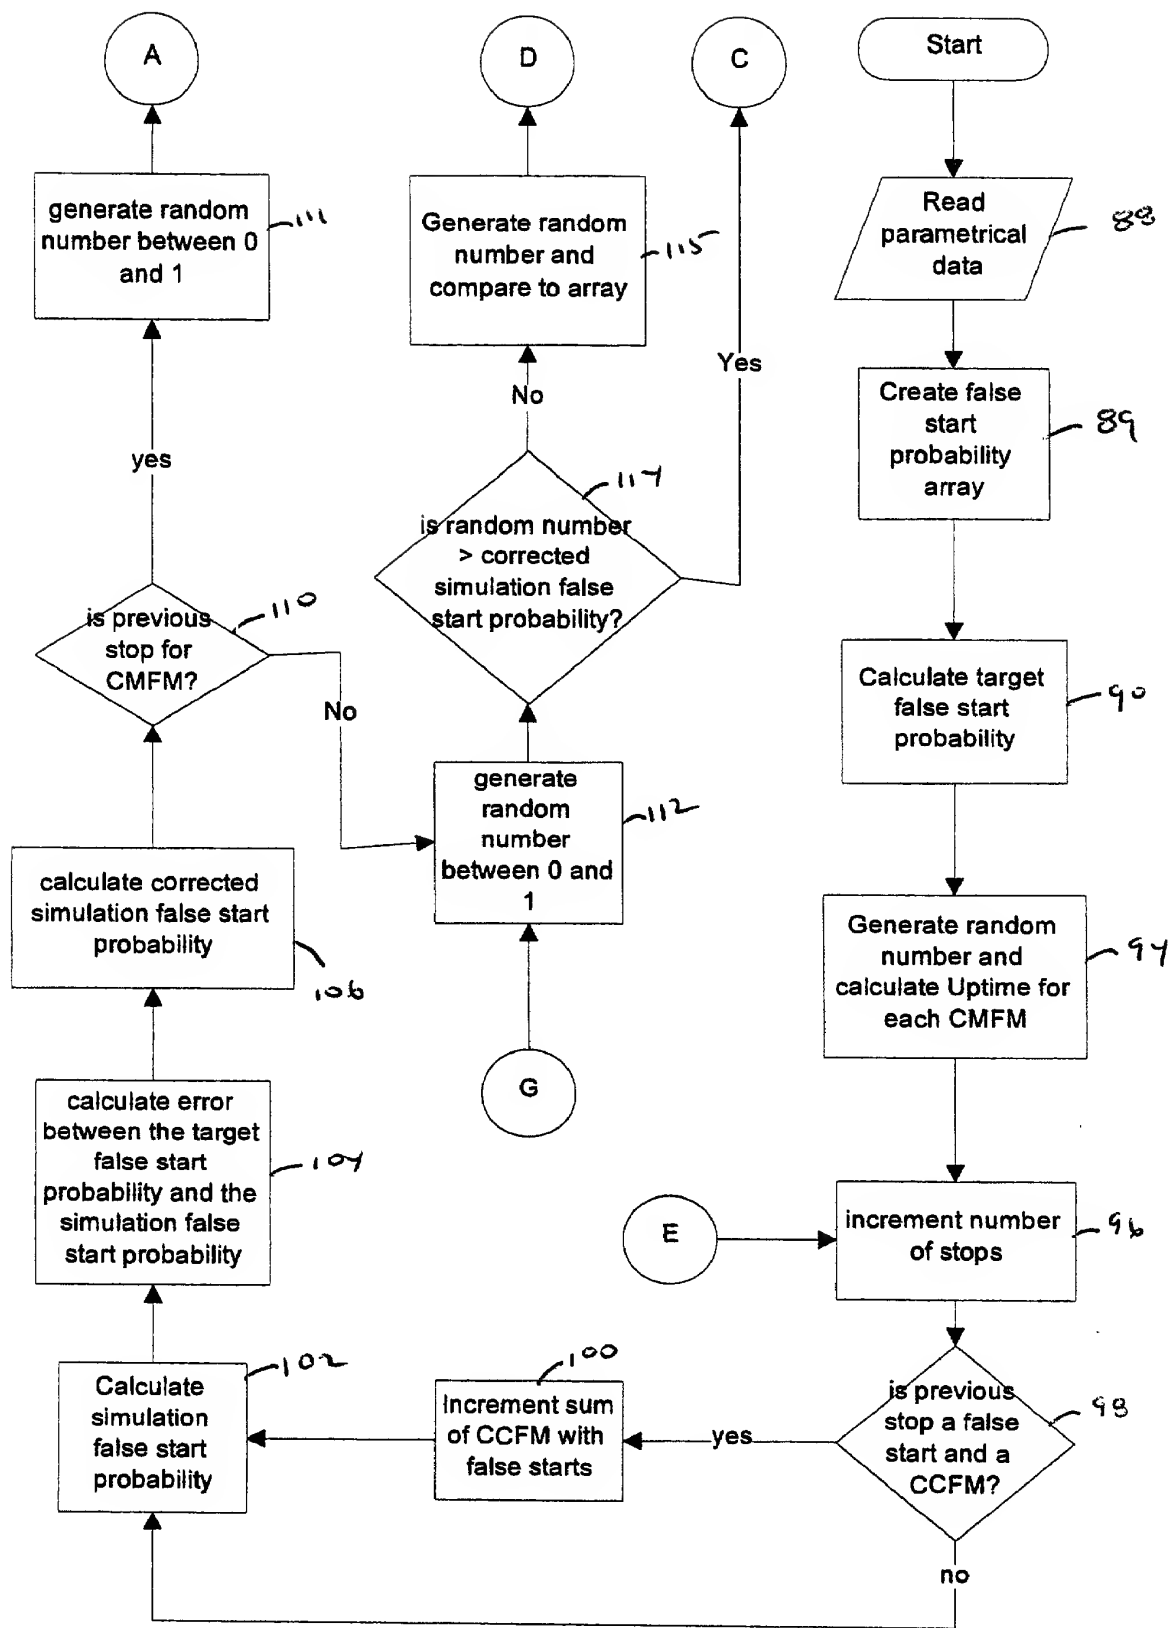 A
D
C
Start
generate random
number between 0
and 1
111
Generate random
number and
compare to array
115
Read
parametrical
data
88
Yes
No
Create false
start
probability
array
89
yes
is random number
> corrected
simulation false
start probability?
114
is previous
stop for
CMFM?
110
No
Calculate target
false start
probability
90
generate
random
number
between 0 and
1
112
calculate corrected
simulation false start
probability
106
Generate random
number and
calculate Uptime for
each CMFM
94
G
calculate error
between the target
false start
probability and the
simulation false
start probability
104
E
increment number
of stops
96
Calculate
simulation
false start
probability
102
Increment sum
of CCFM with
false starts
100
yes
is previous
stop a false
start and a
CCFM?
98
no